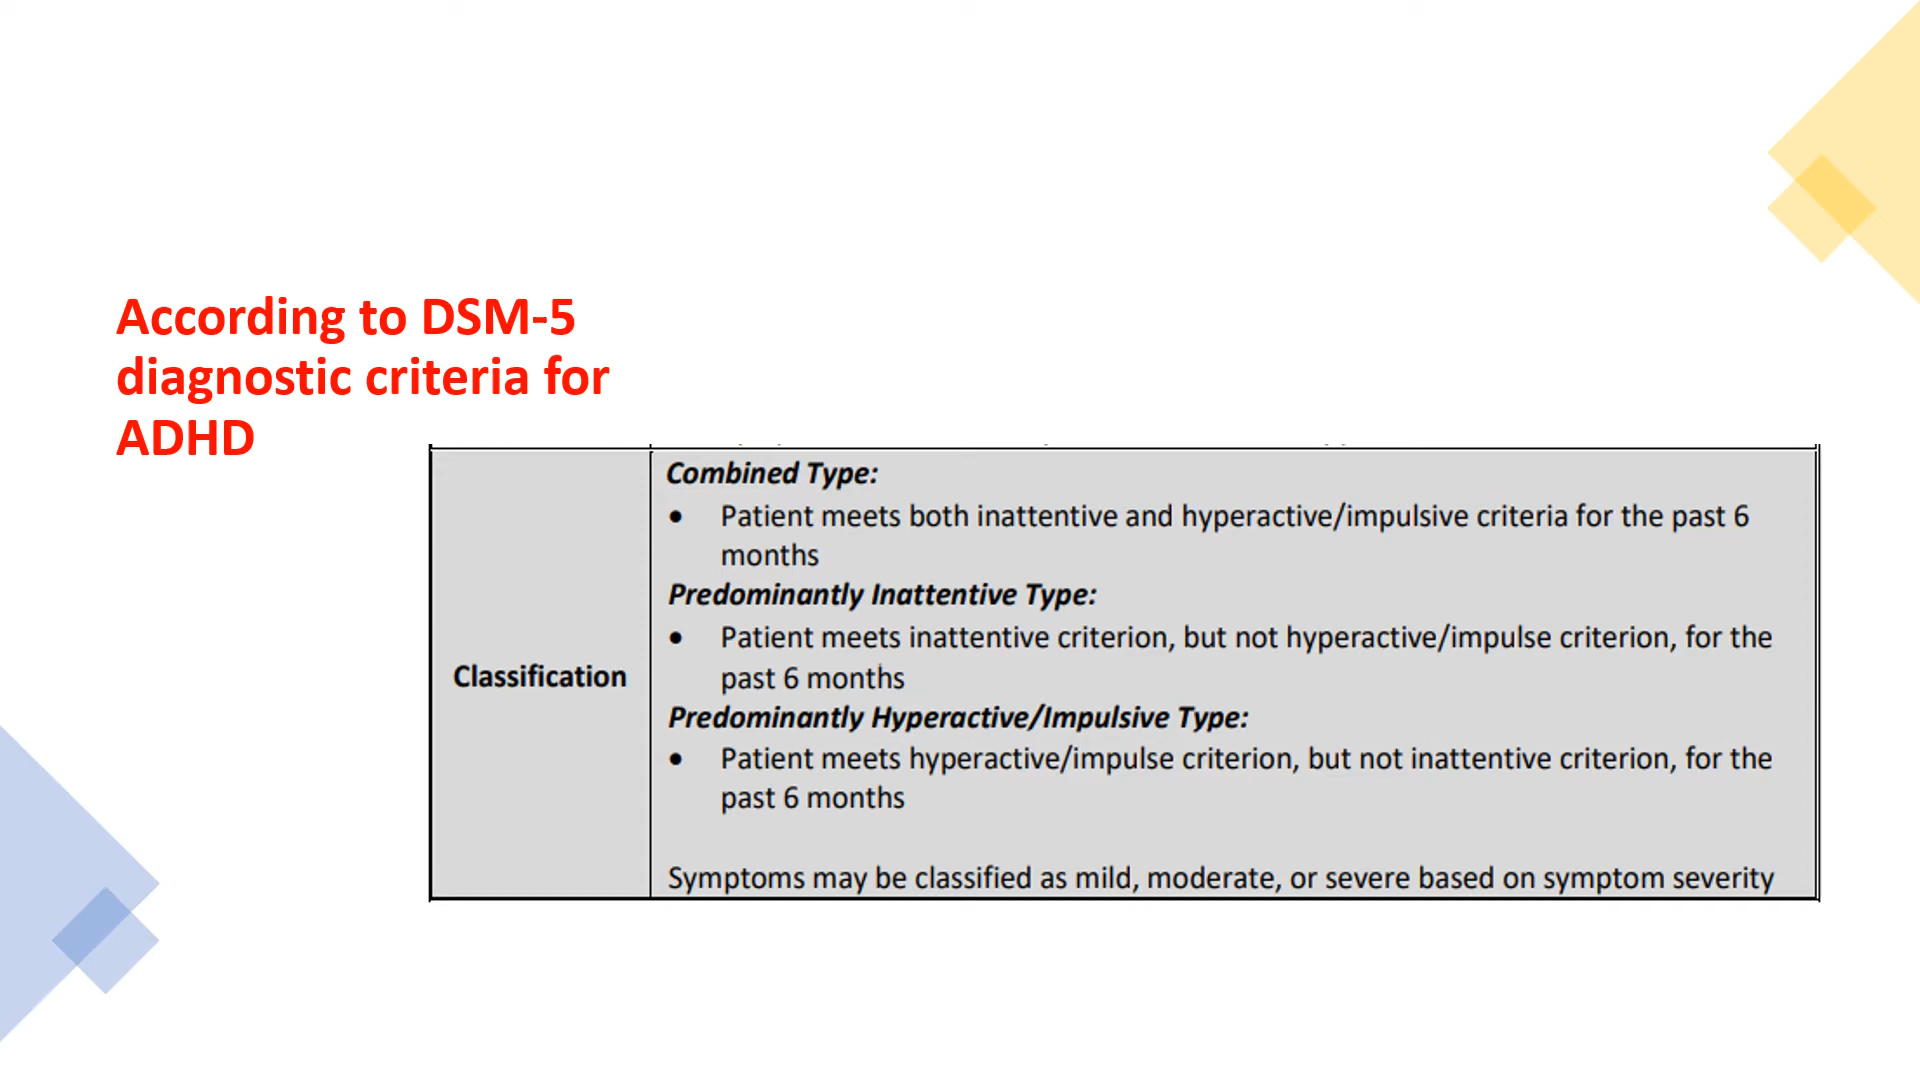 According to DSM-5
diagnostic criteria for
ADHD
Classification
Combined Type:
• Patient meets both inattentive and hyperactive/impulsive criteria for the past 6
months
Predominantly Inattentive Type:
• Patient meets inattentive criterion, but not hyperactive/impulse criterion, for the
past 6 months
Predominantly Hyperactive/Impulsive Type:
• Patient meets hyperactive/impulse criterion, but not inattentive criterion, for the
past 6 months
Symptoms may be classified as mild, moderate, or severe based on symptom severity